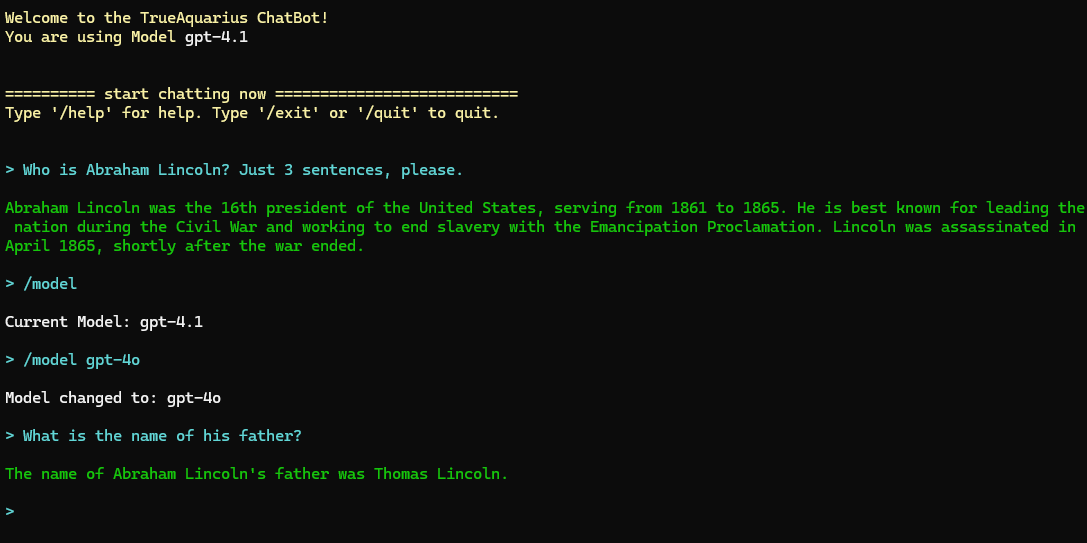 Welcome to the TrueAquarius ChatBot!
You are using Model gpt-4.1
========== start chatting now ===========================
Type '/help' for help. Type '/exit' or '/quit' to quit.
> Who is Abraham Lincoln? Just 3 sentences, please.
Abraham Lincoln was the 16th president of the United States, serving from 1861 to 1865. He is best known for leading the
nation during the Civil War and working to end slavery with the Emancipation Proclamation. Lincoln was assassinated in
April 1865, shortly after the war ended.
> /model
Current Model: gpt-4.1
> /model gpt-4o
Model changed to: gpt-4o
> What is the name of his father?
The name of Abraham Lincoln's father was Thomas Lincoln.
>